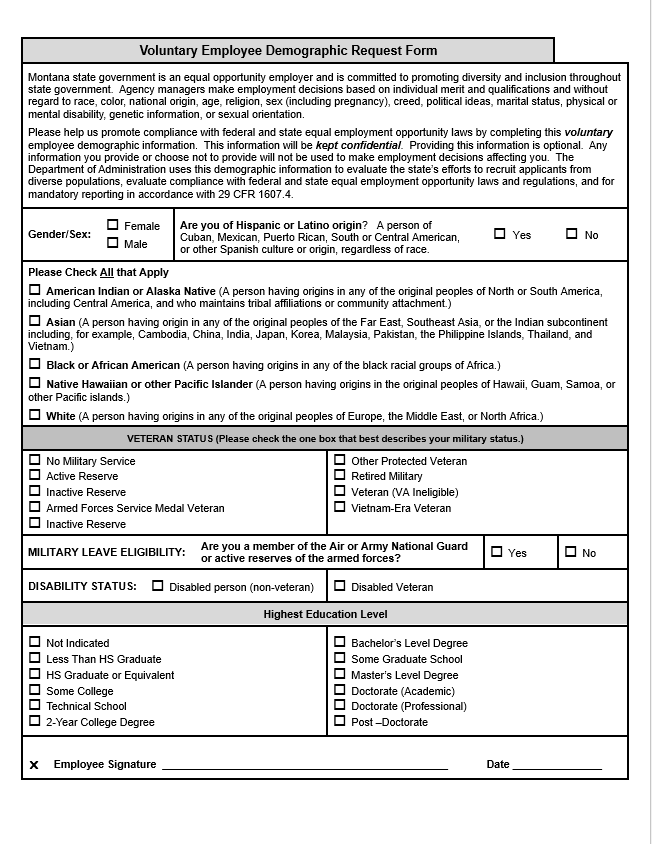 Voluntary Employee Demographic Request Form
Montana state government is an equal opportunity employer and is committed to promoting diversity and inclusion throughout
state government. Agency managers make employment decisions based on individual merit and qualifications and without
regard to race, color, national origin, age, religion, sex (including pregnancy), creed, political ideas, marital status, physical or
mental disability, genetic information, or sexual orientation.
Please help us promote compliance with federal and state equal employment opportunity laws by completing this voluntary
employee demographic information. This information will be kept confidential. Providing this information is optional. Any
information you provide or choose not to provide will not be used to make employment decisions affecting you. The
Department of Administration uses this demographic information to evaluate the state's efforts to recruit applicants from
diverse populations, evaluate compliance with federal and state equal employment opportunity laws and regulations, and for
mandatory reporting in accordance with 29 CFR 1607.4.
Gender/Sex:
Female
Male
Are you of Hispanic or Latino origin? A person of
Cuban, Mexican, Puerto Rican, South or Central American,
or other Spanish culture or origin, regardless of race.
Yes
No
Please Check All that Apply
American Indian or Alaska Native (A person having origins in any of the original peoples of North or South America,
including Central America, and who maintains tribal affiliations or community attachment.)
Asian (A person having origin in any of the original peoples of the Far East, Southeast Asia, or the Indian subcontinent
including, for example, Cambodia, China, India, Japan, Korea, Malaysia, Pakistan, the Philippine Islands, Thailand, and
Vietnam.)
Black or African American (A person having origins in any of the black racial groups of Africa.)
Native Hawaiian or other Pacific Islander (A person having origins in the original peoples of Hawaii, Guam, Samoa, or
other Pacific islands.)
White (A person having origins in any of the original peoples of Europe, the Middle East, or North Africa.)
VETERAN STATUS (Please check the one box that best describes your military status.)
No Military Service
Active Reserve
Inactive Reserve
Armed Forces Service Medal Veteran
Inactive Reserve
Other Protected Veteran
Retired Military
Veteran (VA Ineligible)
Vietnam-Era Veteran
MILITARY LEAVE ELIGIBILITY:
Are you a member of the Air or Army National Guard
or active reserves of the armed forces?
Yes
No
DISABILITY STATUS:
Disabled person (non-veteran)
Disabled Veteran
Highest Education Level
Not Indicated
Less Than HS Graduate
HS Graduate or Equivalent
Some College
Technical School
2-Year College Degree
Bachelor's Level Degree
Some Graduate School
Master's Level Degree
Doctorate (Academic)
Doctorate (Professional)
Post –Doctorate
X Employee Signature ____ Date ____